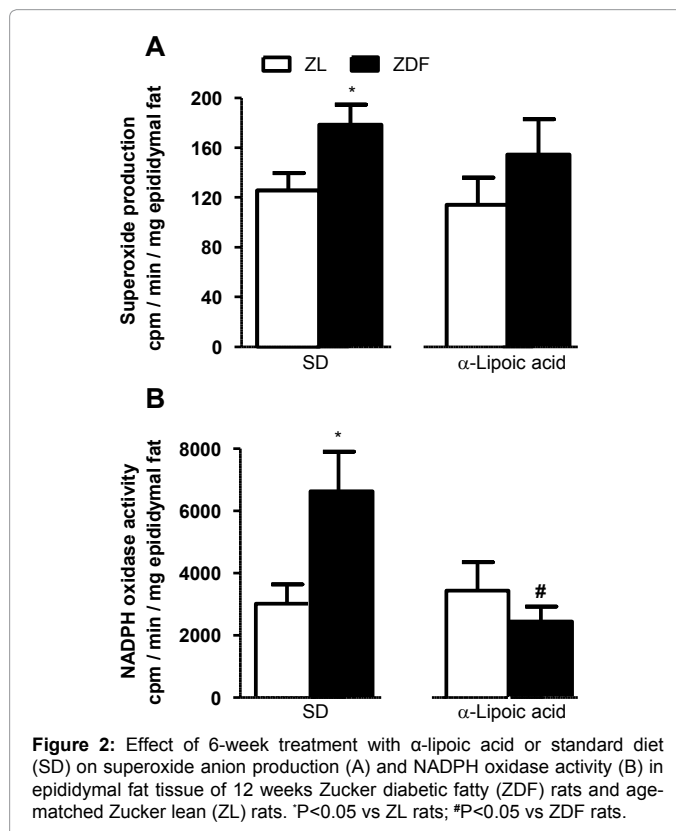 A
ZL ZDF
Superoxide production
cpm / min / mg epididymal fat
200
160
120
80
40
0
*
SD α-Lipoic acid
B
NADPH oxidase activity
cpm / min / mg epididymal fat
8000
6000
4000
2000
0
*
#
SD α-Lipoic acid
Figure 2: Effect of 6-week treatment with α-lipoic acid or standard diet
(SD) on superoxide anion production (A) and NADPH oxidase activity (B) in
epididymal fat tissue of 12 weeks Zucker diabetic fatty (ZDF) rats and age-
matched Zucker lean (ZL) rats. *P<0.05 vs ZL rats; #P<0.05 vs ZDF rats.